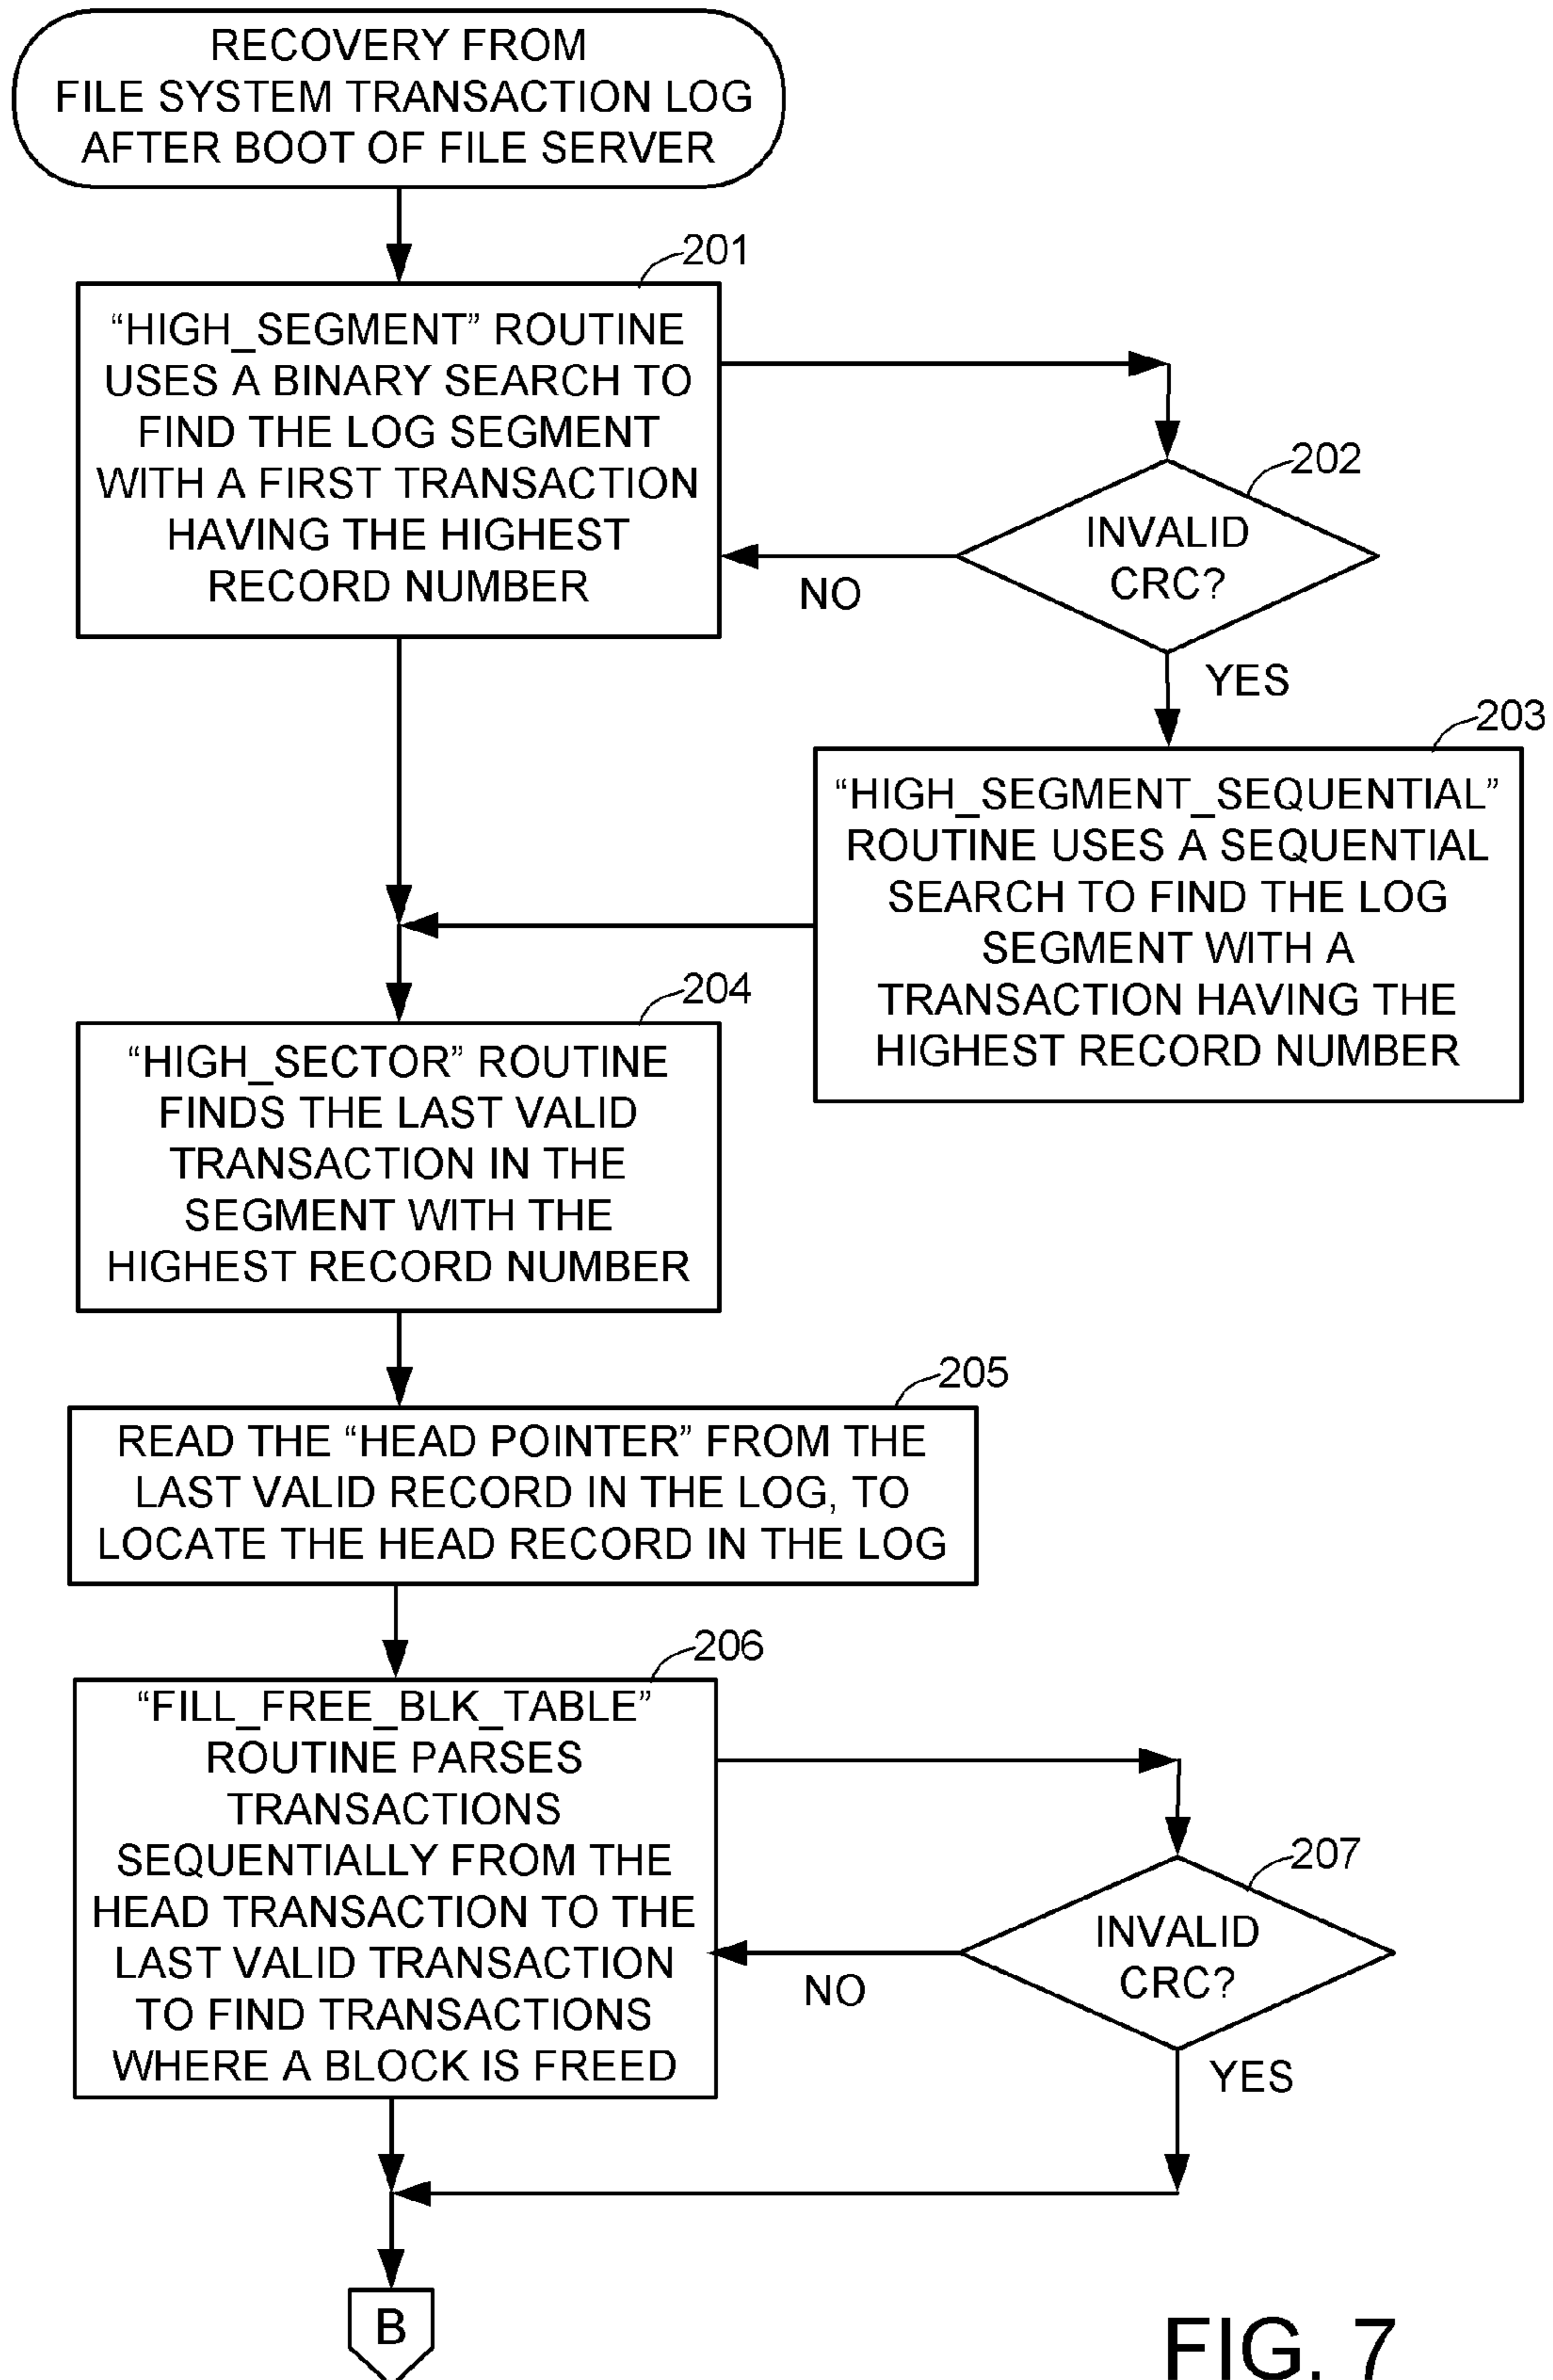 RECOVERY FROM
FILE SYSTEM TRANSACTION LOG
AFTER BOOT OF FILE SERVER
201
“HIGH_SEGMENT” ROUTINE
USES A BINARY SEARCH TO
FIND THE LOG SEGMENT
WITH A FIRST TRANSACTION
HAVING THE HIGHEST
RECORD NUMBER
202
INVALID
CRC?
NO
YES
203
“HIGH_SEGMENT_SEQUENTIAL”
ROUTINE USES A SEQUENTIAL
SEARCH TO FIND THE LOG
SEGMENT WITH A
TRANSACTION HAVING THE
HIGHEST RECORD NUMBER
204
“HIGH_SECTOR” ROUTINE
FINDS THE LAST VALID
TRANSACTION IN THE
SEGMENT WITH THE
HIGHEST RECORD NUMBER
205
READ THE “HEAD POINTER” FROM THE
LAST VALID RECORD IN THE LOG, TO
LOCATE THE HEAD RECORD IN THE LOG
206
“FILL_FREE_BLK_TABLE”
ROUTINE PARSES
TRANSACTIONS
SEQUENTIALLY FROM THE
HEAD TRANSACTION TO THE
LAST VALID TRANSACTION
TO FIND TRANSACTIONS
WHERE A BLOCK IS FREED
207
INVALID
CRC?
NO
YES
B
FIG. 7